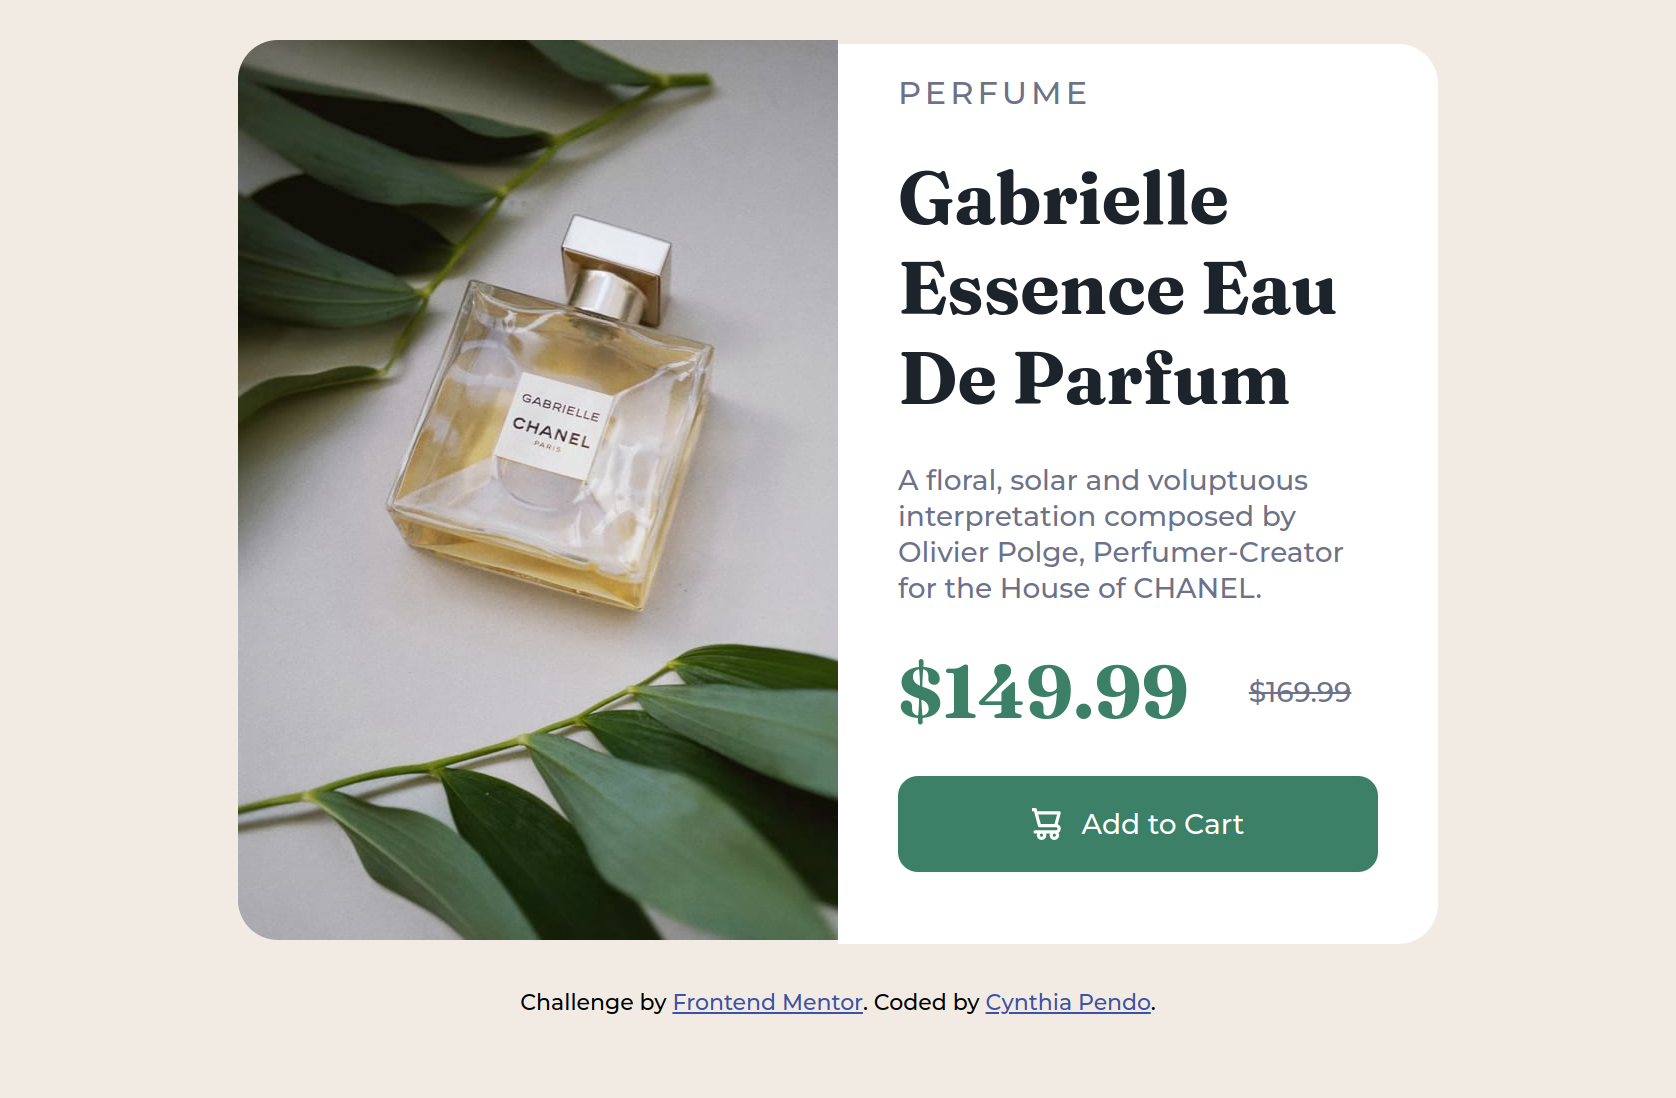 GABRIELLE
CHANEL
PARIS
PERFUME
Gabrielle
Essence Eau
De Parfum
A floral, solar and voluptuous
interpretation composed by
Olivier Polge, Perfumer-Creator
for the House of CHANEL.
$149.99 $169.99
Add to Cart
Challenge by Frontend Mentor. Coded by Cynthia Pendo.